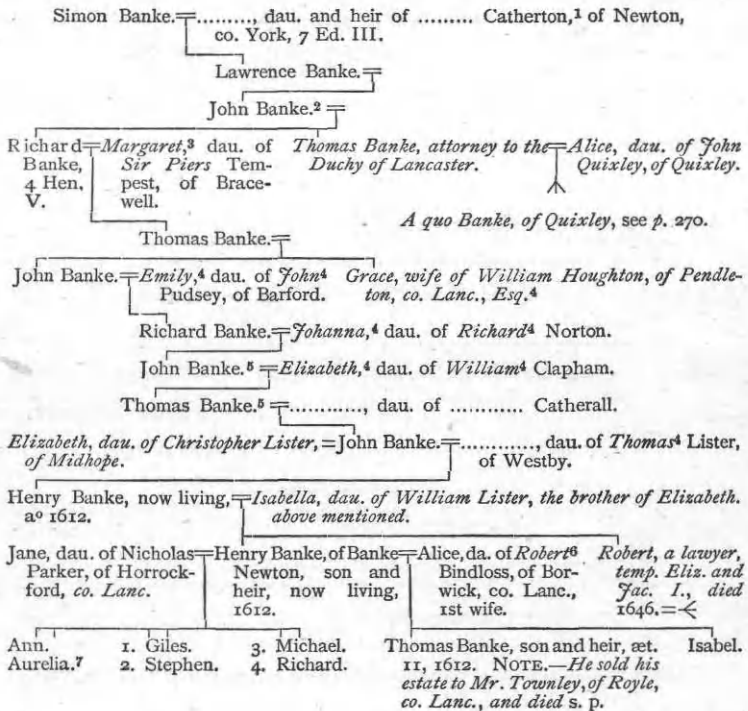 Simon Banke.=.........., dau. and heir of ......... Catherton,¹ of Newton,
co. York, 7 Ed. III.
Lawrence Banke.=
John Banke.²=
Richard=Margaret,³ dau. of Thomas Banke, attorney to the=Alice, dau. of John
Banke, Sir Piers Tem- Duchy of Lancaster. Quixley, of Quixley.
4 Hen. pest, of Brace-
V. well.
A quo Banke, of Quixley, see p. 270.
Thomas Banke.=
John Banke.=Emily,⁴ dau. of John⁴ Grace, wife of William Houghton, of Pendle-
Pudsey, of Barford. ton, co. Lanc., Esq.⁴
Richard Banke.=Johanna,⁴ dau. of Richard⁴ Norton.
John Banke.⁵=Elizabeth,⁴ dau. of William⁴ Clapham.
Thomas Banke.⁵=............, dau. of ............ Catherall.
Elizabeth, dau. of Christopher Lister,=John Banke.=............, dau. of Thomas⁴ Lister,
of Midhope. of Westby.
Henry Banke, now living,=Isabella, dau. of William Lister, the brother of Elizabeth.
aº 1612. above mentioned.
Jane, dau. of Nicholas=Henry Banke, of Banke=Alice, da. of Robert⁶ Robert, a lawyer,
Parker, of Horrock- Newton, son and Bindloss, of Bor- temp. Eliz. and
ford, co. Lanc. heir, now living, wick, co. Lanc., Jac. I., died
1612. 1st wife. 1646.=
Ann. 1. Giles. 3. Michael. Thomas Banke, son and heir, æt. Isabel.
Aurelia.⁷ 2. Stephen. 4. Richard. 11, 1612. NOTE.—He sold his
estate to Mr. Townley, of Royle,
co. Lanc., and died s. p.